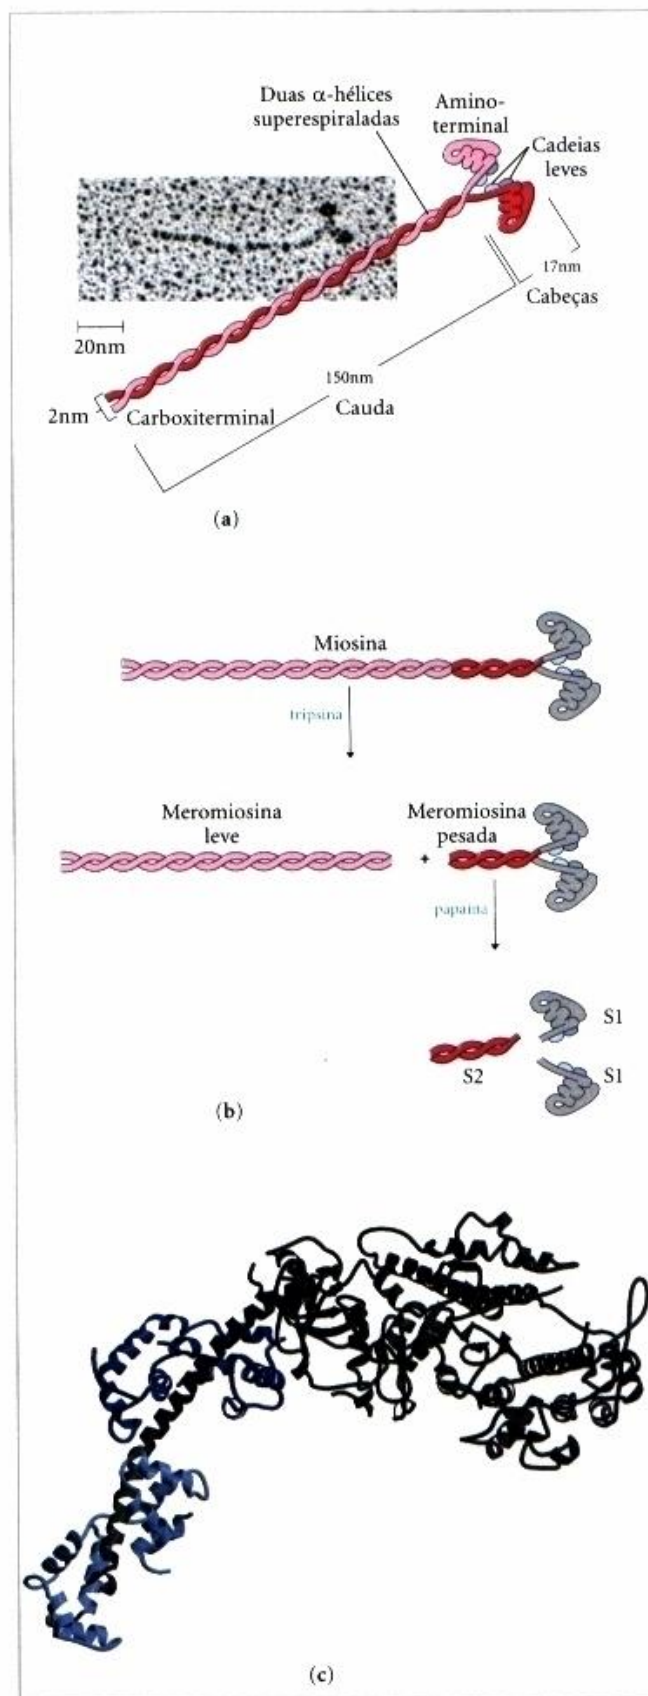 Duas α-hélices
superespiraladas
Amino-
terminal
Cadeias
leves
17nm
Cabeças
20nm
150nm
Cauda
2nm
Carboxiterminal
(a)
Miosina
tripsina
Meromiosina
leve
+
Meromiosina
pesada
papaína
S1
S2
S1
(b)
(c)